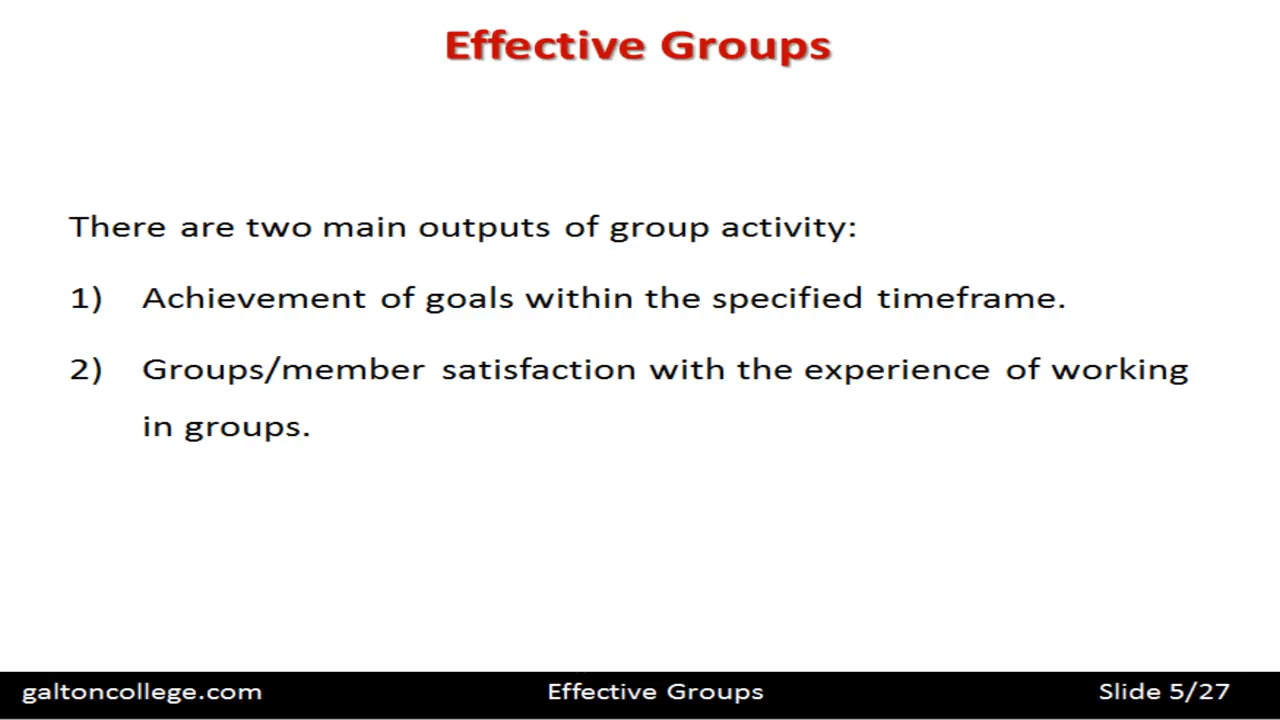 Effective Groups
There are two main outputs of group activity:
1) Achievement of goals within the specified timeframe.
2) Groups/member satisfaction with the experience of working
in groups.
galtoncollege.com Effective Groups Slide 5/27